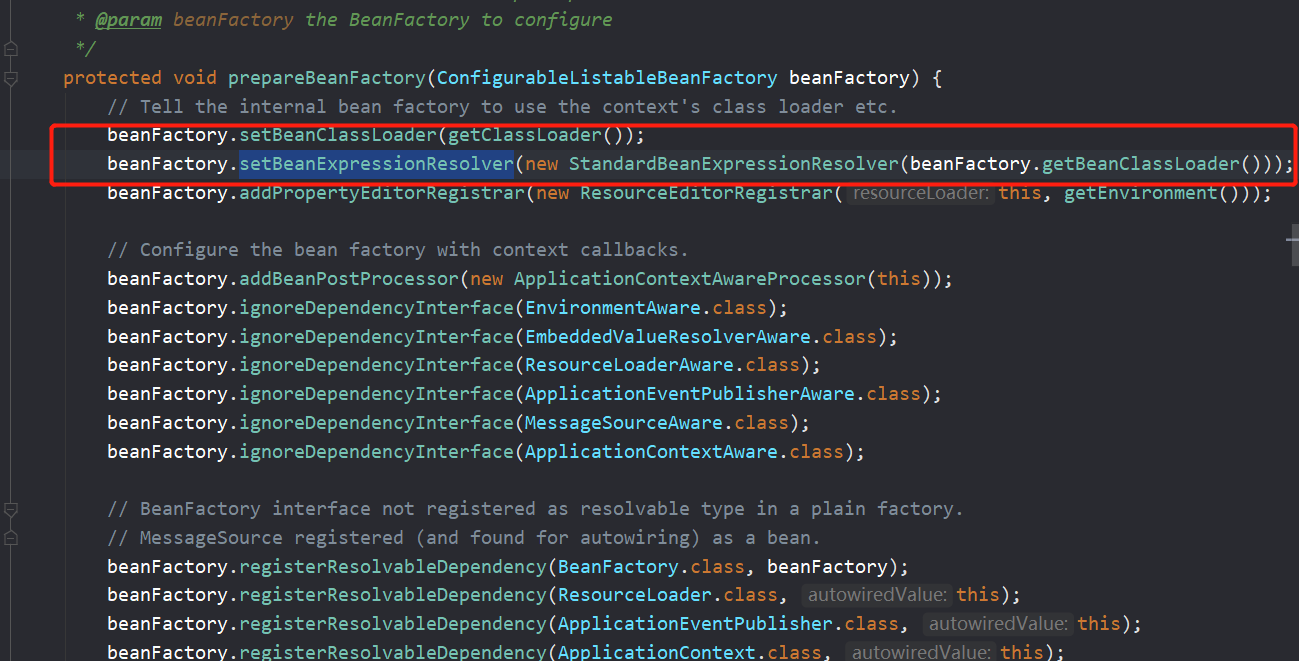 * @param beanFactory the BeanFactory to configure
*/
protected void prepareBeanFactory(ConfigurableListableBeanFactory beanFactory) {
// Tell the internal bean factory to use the context's class loader etc.
beanFactory.setBeanClassLoader(getClassLoader());
beanFactory.setBeanExpressionResolver(new StandardBeanExpressionResolver(beanFactory.getBeanClassLoader()));
beanFactory.addPropertyEditorRegistrar(new ResourceEditorRegistrar( resourceLoader: this, getEnvironment()));
// Configure the bean factory with context callbacks.
beanFactory.addBeanPostProcessor(new ApplicationContextAwareProcessor(this));
beanFactory.ignoreDependencyInterface(EnvironmentAware.class);
beanFactory.ignoreDependencyInterface(EmbeddedValueResolverAware.class);
beanFactory.ignoreDependencyInterface(ResourceLoaderAware.class);
beanFactory.ignoreDependencyInterface(ApplicationEventPublisherAware.class);
beanFactory.ignoreDependencyInterface(MessageSourceAware.class);
beanFactory.ignoreDependencyInterface(ApplicationContextAware.class);
// BeanFactory interface not registered as resolvable type in a plain factory.
// MessageSource registered (and found for autowiring) as a bean.
beanFactory.registerResolvableDependency(BeanFactory.class, beanFactory);
beanFactory.registerResolvableDependency(ResourceLoader.class, autowiredValue: this);
beanFactory.registerResolvableDependency(ApplicationEventPublisher.class, autowiredValue: this);
beanFactory.registerResolvableDependency(ApplicationContext.class, autowiredValue: this);